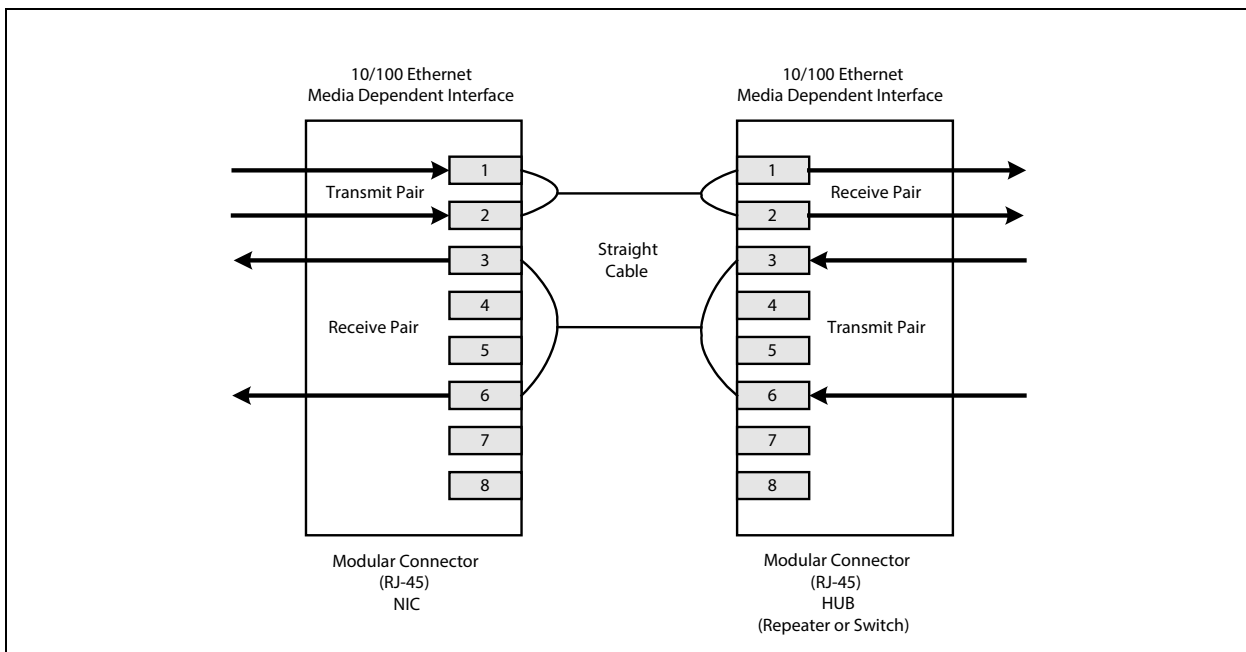 10/100 Ethernet
Media Dependent Interface
10/100 Ethernet
Media Dependent Interface
1
Transmit Pair
2
3
4
Receive Pair
5
6
7
8
Straight
Cable
1
Receive Pair
2
3
4
Transmit Pair
5
6
7
8
Modular Connector
(RJ-45)
NIC
Modular Connector
(RJ-45)
HUB
(Repeater or Switch)